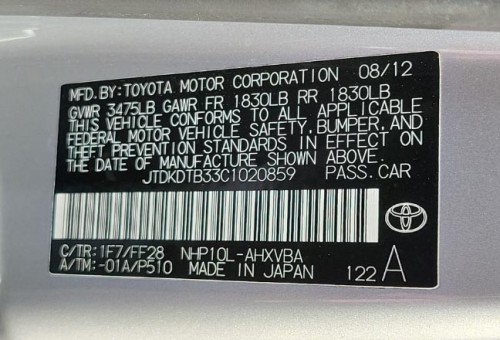 MFD. BY: TOYOTA MOTOR CORPORATION 08/12
GVWR 3475LB GAWR FR 1830LB RR 1830LB
THIS VEHICLE CONFORMS TO ALL APPLICABLE
FEDERAL MOTOR VEHICLE SAFETY, BUMPER, AND
THEFT PREVENTION STANDARDS IN EFFECT ON
THE DATE OF MANUFACTURE SHOWN ABOVE.
JTDKDTB33C1020859 PASS. CAR
C/TR: 1F7/FF28 NHP10L-AHXVBA
A/TM: -01A/P510 MADE IN JAPAN 122 A
TOYOTA